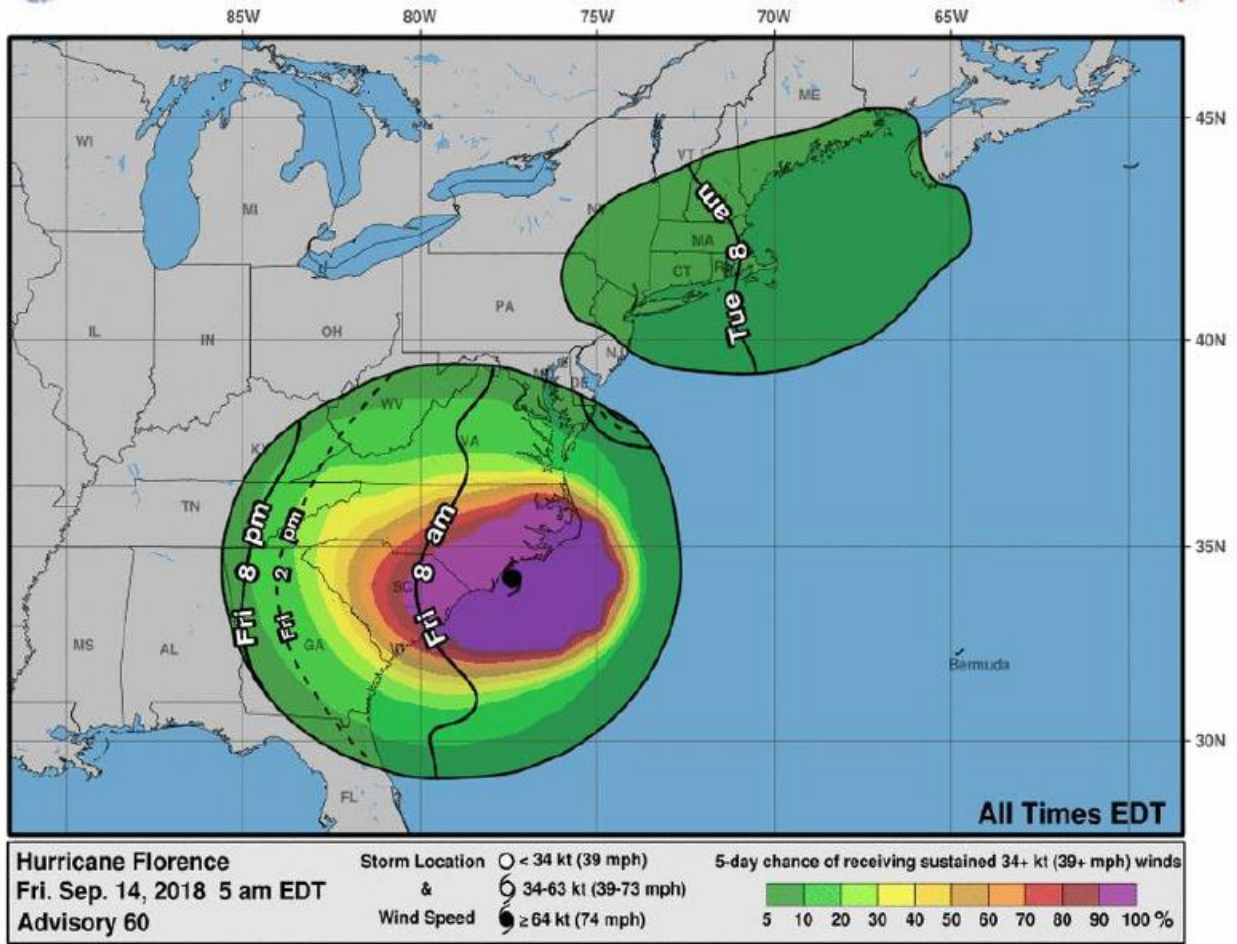 85W 80W 75W 70W 65W
ME
45N
WI
VT
am
MI
NY
MA
8
CT
PA
Tue
IL IN OH
40N
NJ
DE
WV
KY
VA
TN
pm pm am
35N
8 2 8
SC
Fri Fri Fri
MS AL GA
Bermuda
30N
FL
All Times EDT
Hurricane Florence
Fri. Sep. 14, 2018 5 am EDT
Advisory 60
Storm Location
&
Wind Speed
< 34 kt (39 mph)
34-63 kt (39-73 mph)
≥ 64 kt (74 mph)
5-day chance of receiving sustained 34+ kt (39+ mph) winds
5 10 20 30 40 50 60 70 80 90 100 %